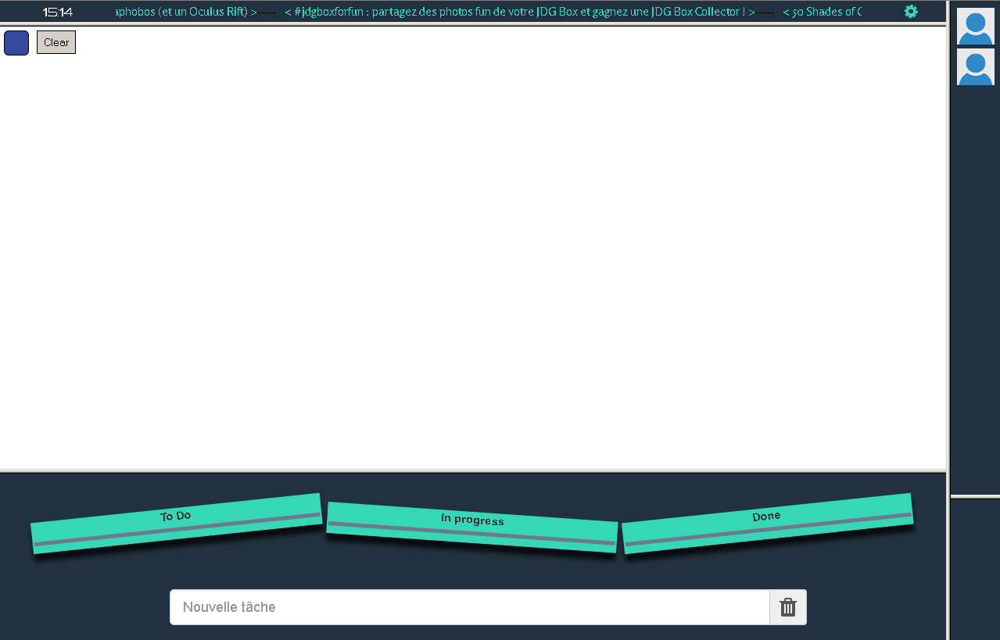 15:14 aphobos (et un Oculus Rift) >----- < #jdgboxforfun : partagez des photos fun de votre JDG Box et gagnez une JDG Box Collector ! >----- < 50 Shades of
Clear
To Do
In progress
Done
Nouvelle tâche